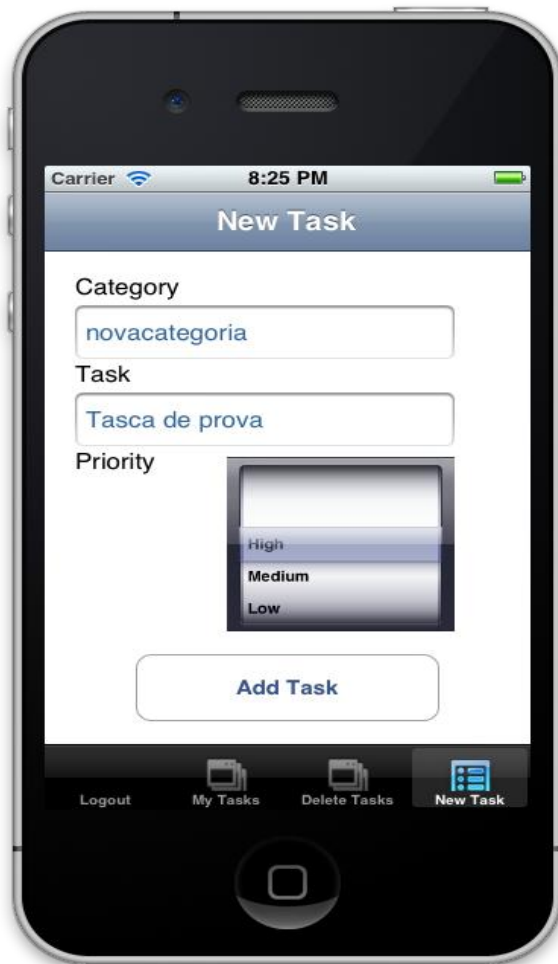 Carrier 8:25 PM
New Task
Category
novacategoria
Task
Tasca de prova
Priority
High
Medium
Low
Add Task
Logout My Tasks Delete Tasks New Task